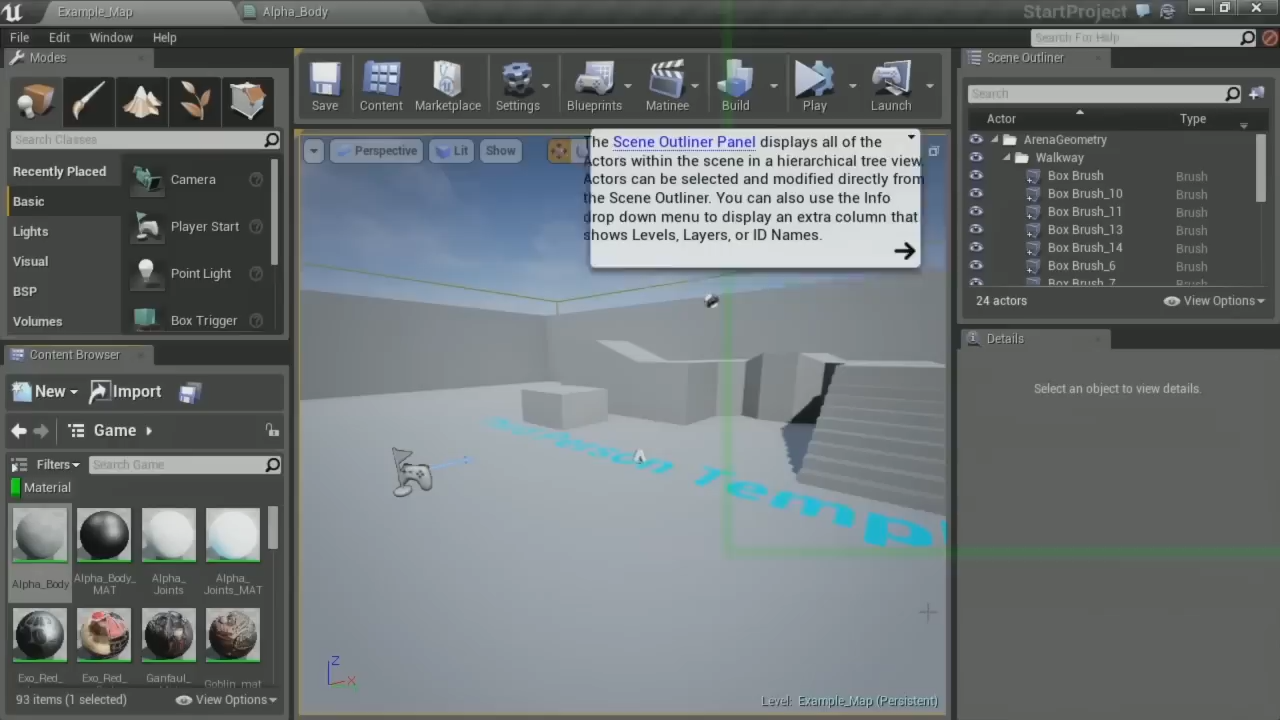 Example_Map
Alpha_Body
StartProject
File Edit Window Help
Search For Help
Modes
Search Classes
Recently Placed
Basic
Lights
Visual
BSP
Volumes
Camera
Player Start
Point Light
Box Trigger
Save
Content
Marketplace
Settings
Blueprints
Matinee
Build
Play
Launch
Perspective
Lit
Show
The Scene Outliner Panel displays all of the
Actors within the scene in a hierarchical tree view.
Actors can be selected and modified directly from
the Scene Outliner. You can also use the Info
drop down menu to display an extra column that
shows Levels, Layers, or ID Names.
Scene Outliner
Search
Actor Type
ArenaGeometry
Walkway
Box Brush Brush
Box Brush_10 Brush
Box Brush_11 Brush
Box Brush_13 Brush
Box Brush_14 Brush
Box Brush_6 Brush
Box Brush_7 Brush
24 actors
View Options
Details
Select an object to view details.
Content Browser
New
Import
Game
Filters
Search Game
Material
Alpha_Body
Alpha_Body_
MAT
Alpha_
Joints
Alpha_
Joints_MAT
Exo_Red_
Exo_Red_
Ganfaul_
Goblin_mat
93 items (1 selected)
View Options
Z
X
Level: Example_Map (Persistent)